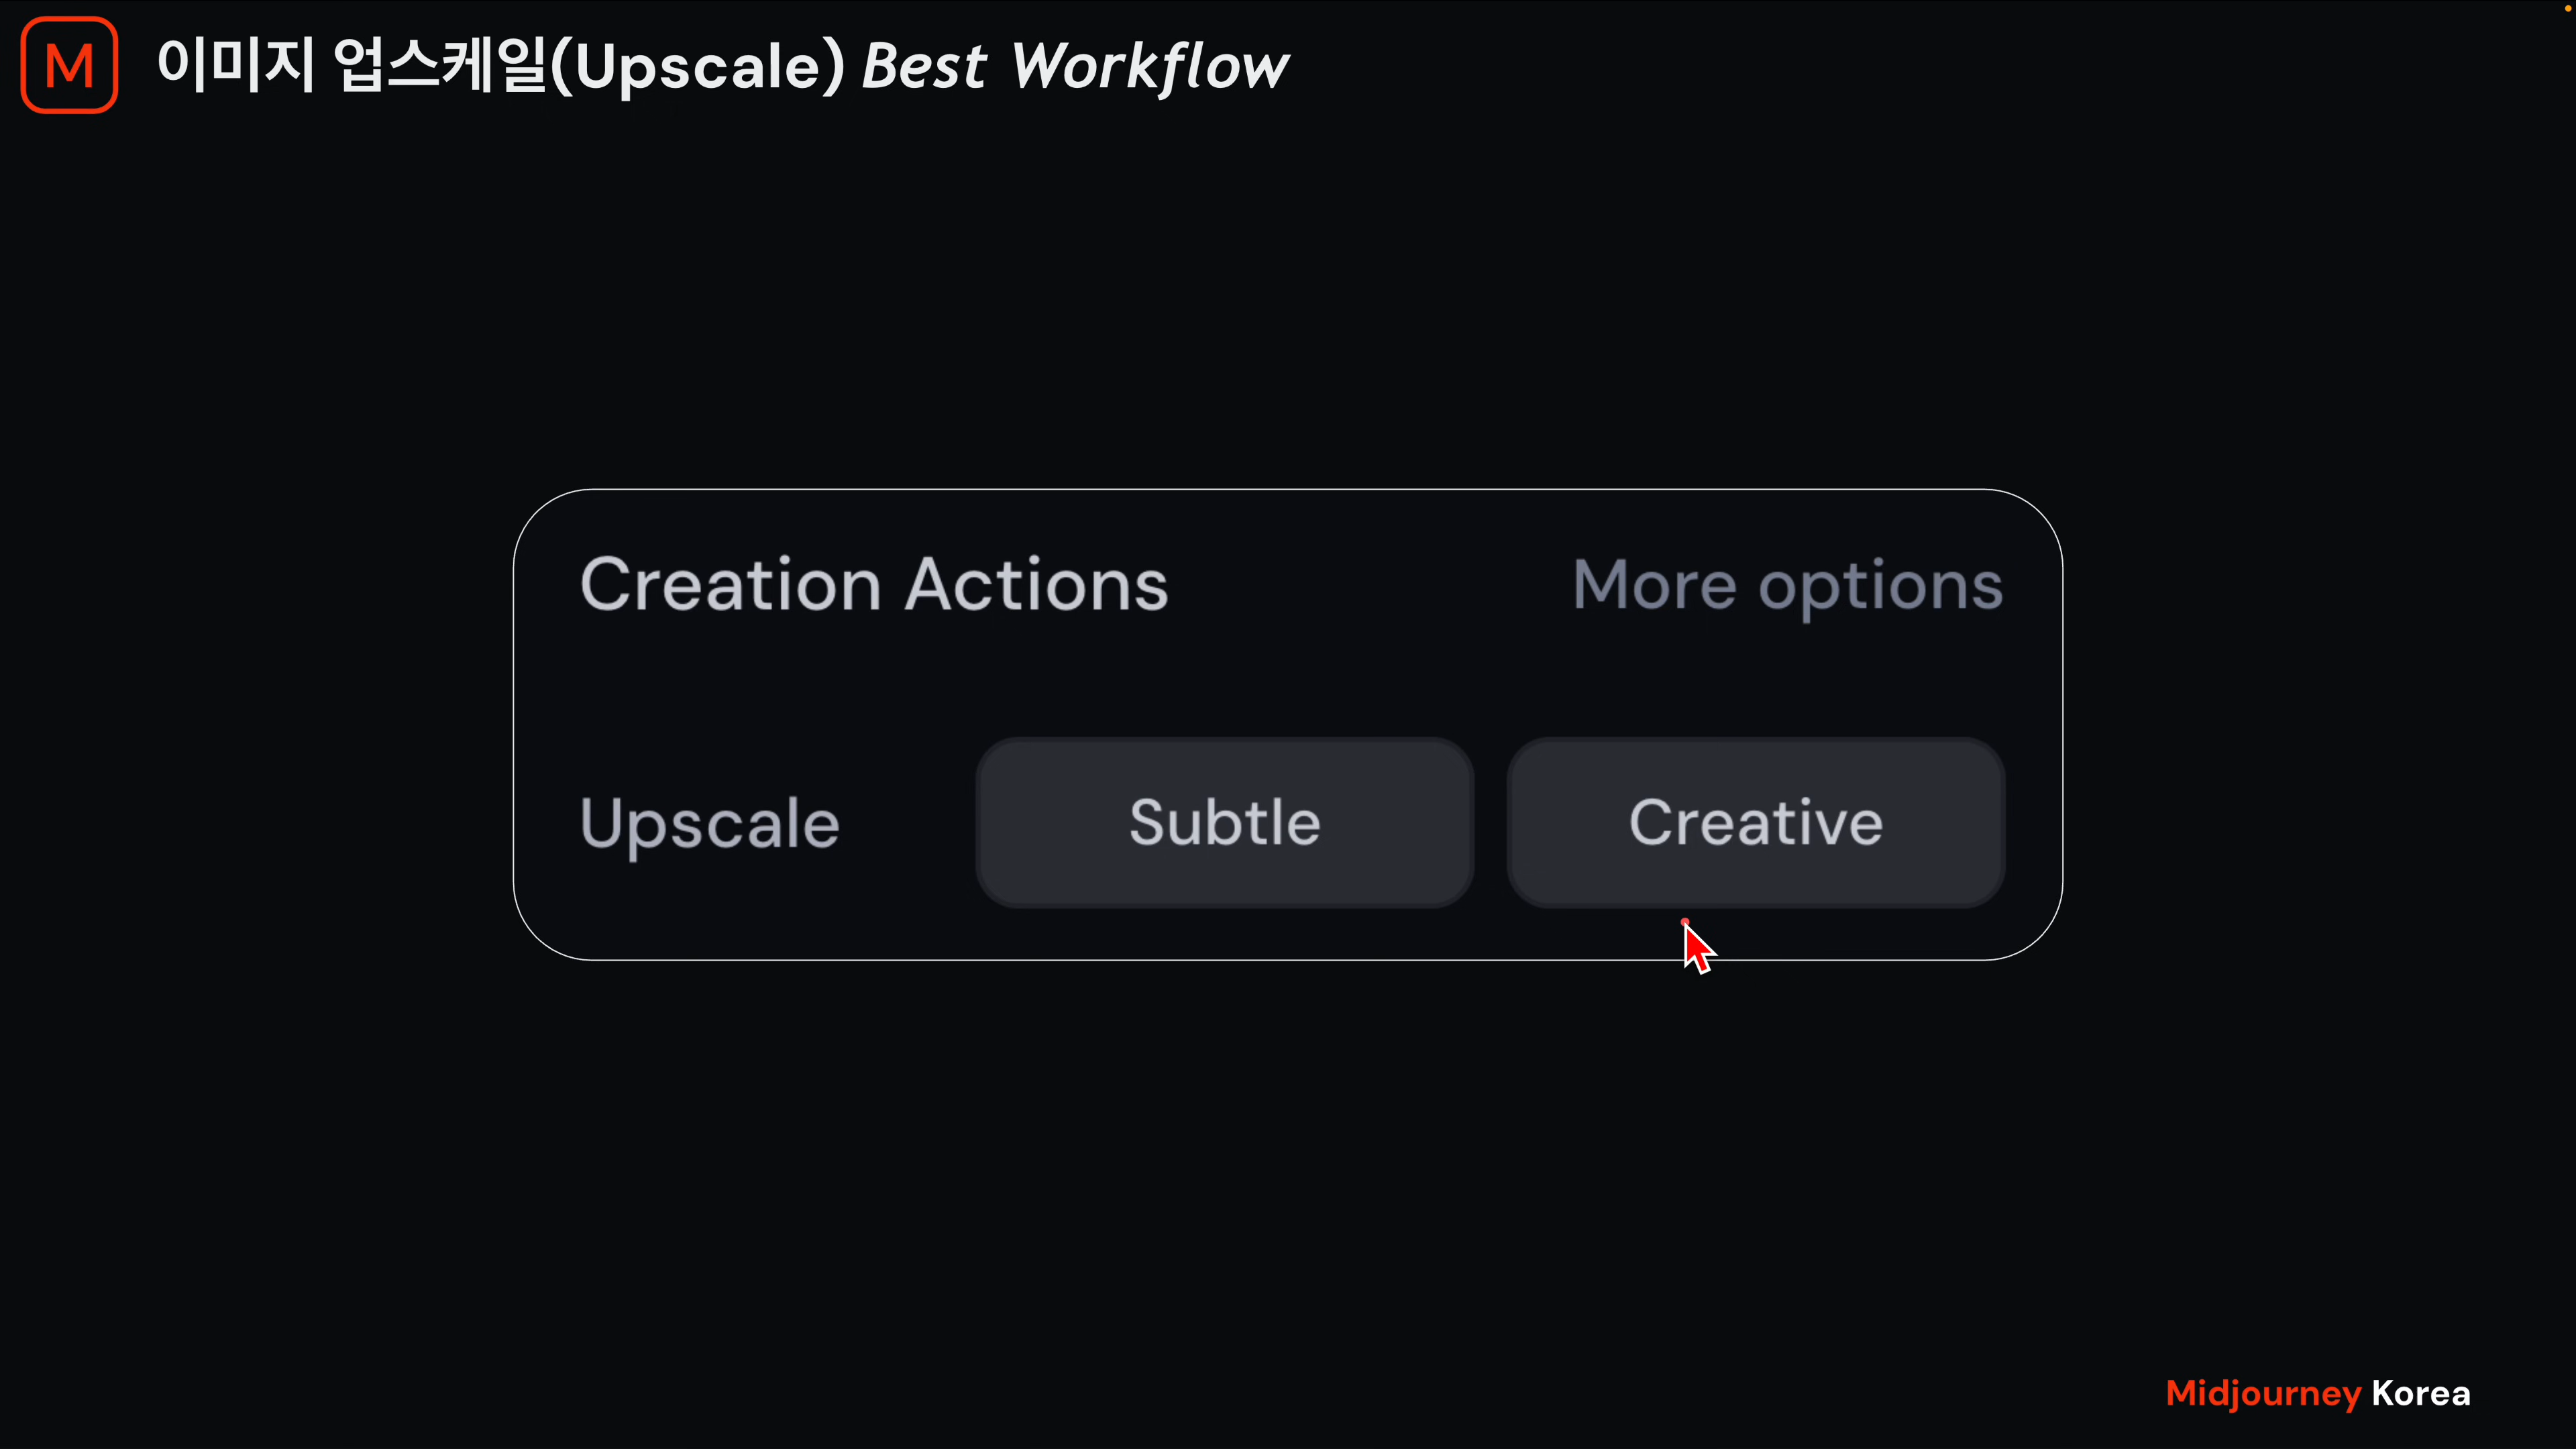 M 이미지 업스케일(Upscale) Best Workflow
Creation Actions More options
Upscale Subtle Creative
Midjourney Korea